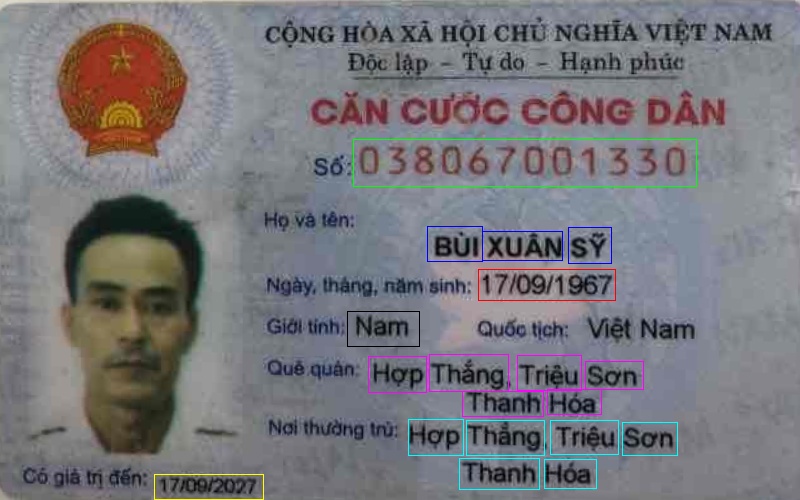 CỘNG HÒA XÃ HỘI CHỦ NGHĨA VIỆT NAM
Độc lập - Tự do - Hạnh phúc
CĂN CƯỚC CÔNG DÂN
Số: 038067001330
Họ và tên:
BÙI XUÂN SỸ
Ngày, tháng, năm sinh: 17/09/1967
Giới tính: Nam Quốc tịch: Việt Nam
Quê quán: Hợp Thắng, Triệu Sơn
Thanh Hóa
Nơi thường trú: Hợp Thắng, Triệu Sơn
Thanh Hóa
Có giá trị đến: 17/09/2027